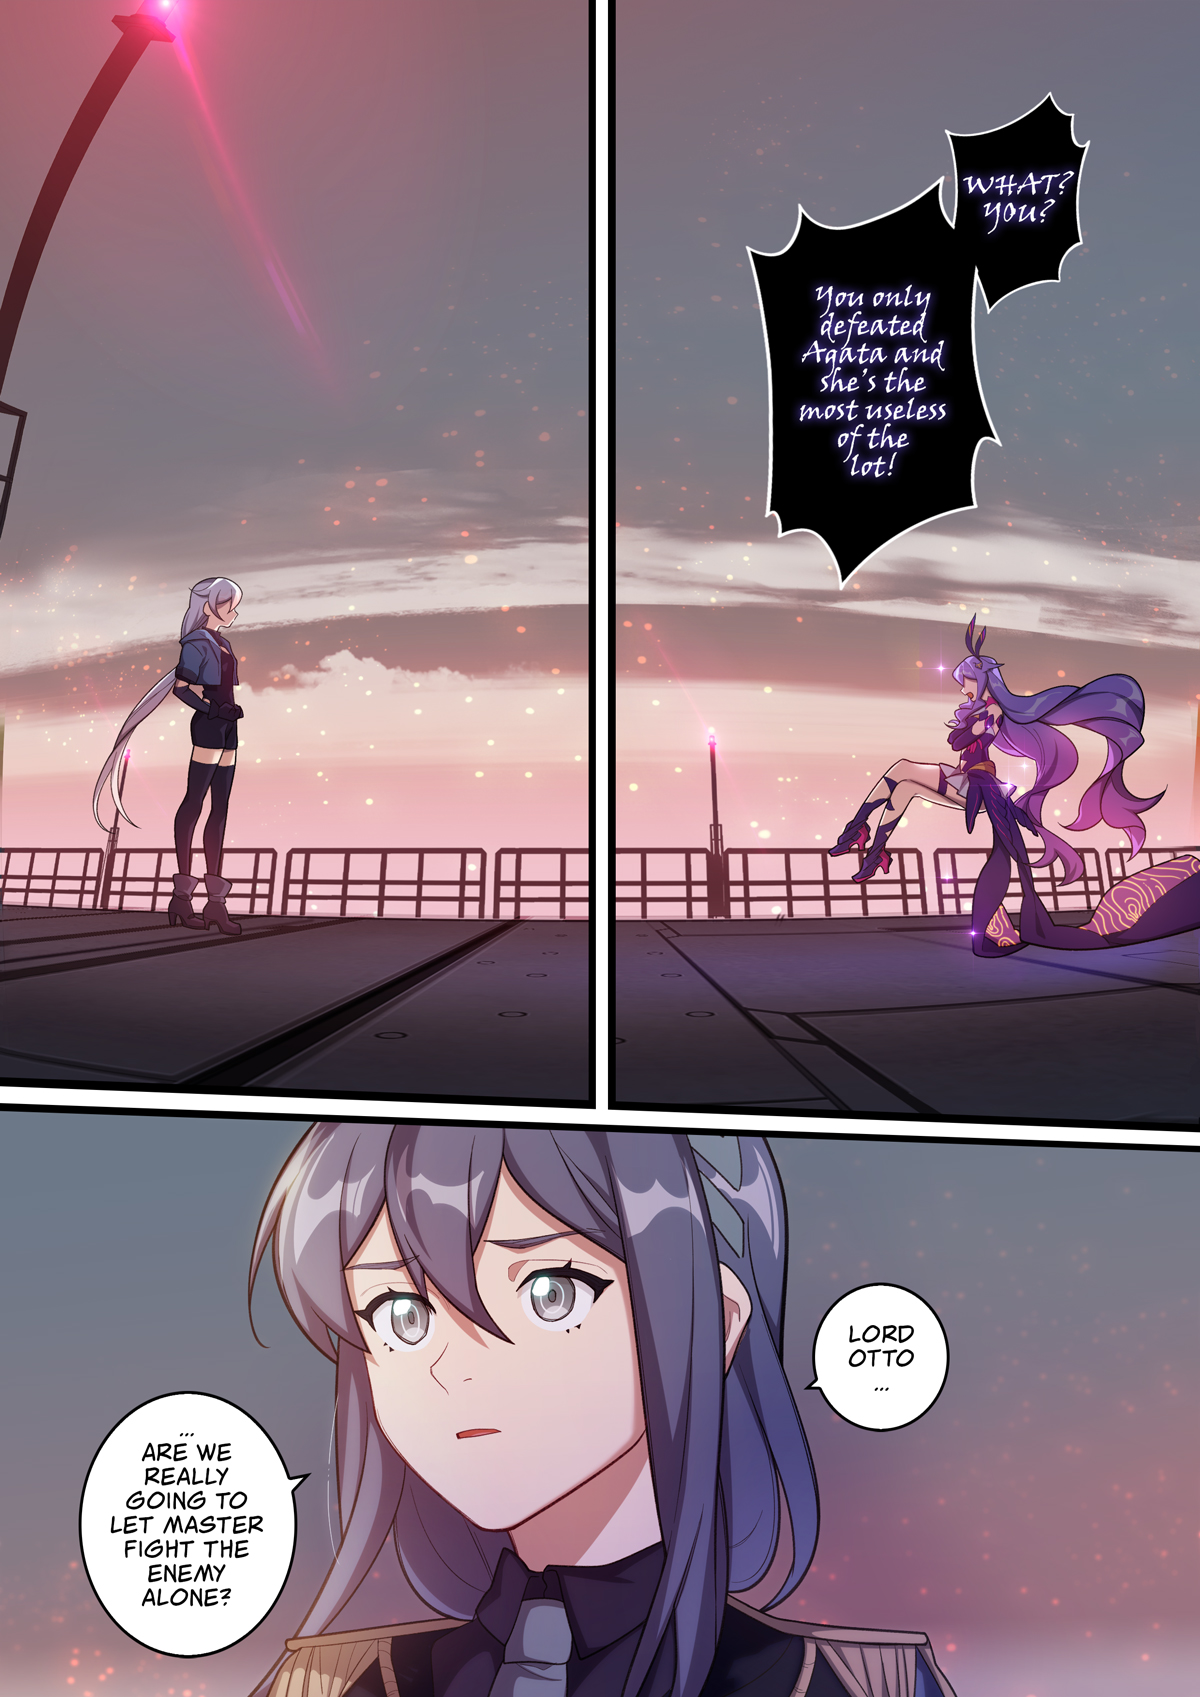 WHAT?
YOU?
You only
defeated
Agata and
she's the
most useless
of the
lot!
LORD
OTTO
...
...
ARE WE
REALLY
GOING TO
LET MASTER
FIGHT THE
ENEMY
ALONE?